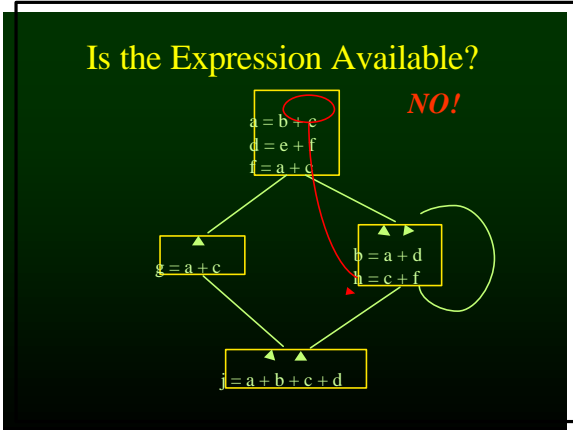 Is the Expression Available?
NO!
a = b + c
d = e + f
f = a + c
g = a + c
b = a + d
h = c + f
j = a + b + c + d